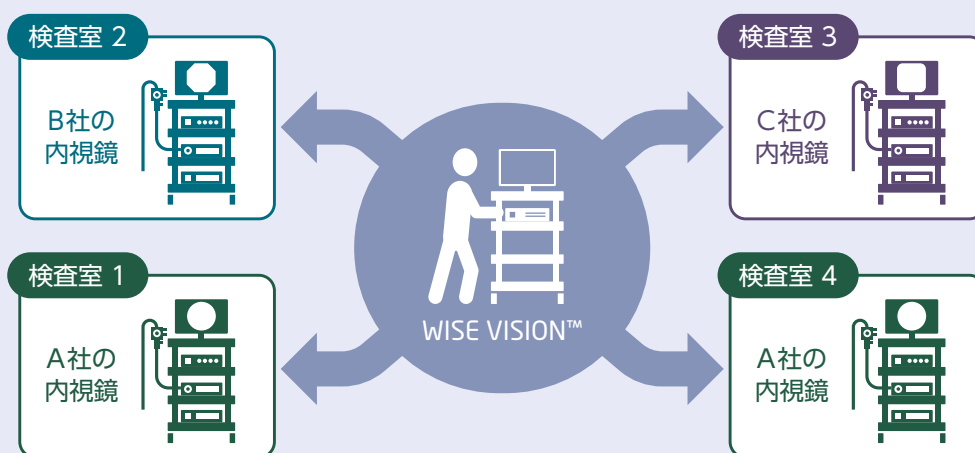 検査室 2
B社の
内視鏡
検査室 3
C社の
内視鏡
WISE VISION™
検査室 1
A社の
内視鏡
検査室 4
A社の
内視鏡